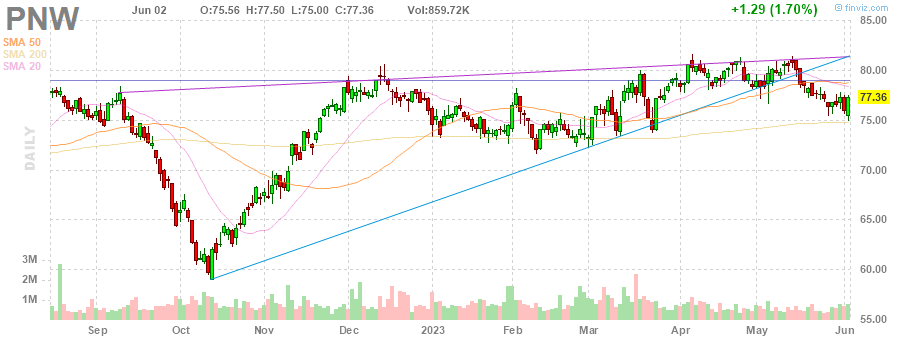 PNW Jun 02 O:75.56 H:77.50 L:75.00 C:77.36 Vol:859.72K +1.29 (1.70%) finviz.com
SMA 50
SMA 200
SMA 20
DAILY
85.00
80.00
77.36
75.00
70.00
65.00
60.00
55.00
3M
2M
1M
Sep Oct Nov Dec 2023 Feb Mar Apr May Jun